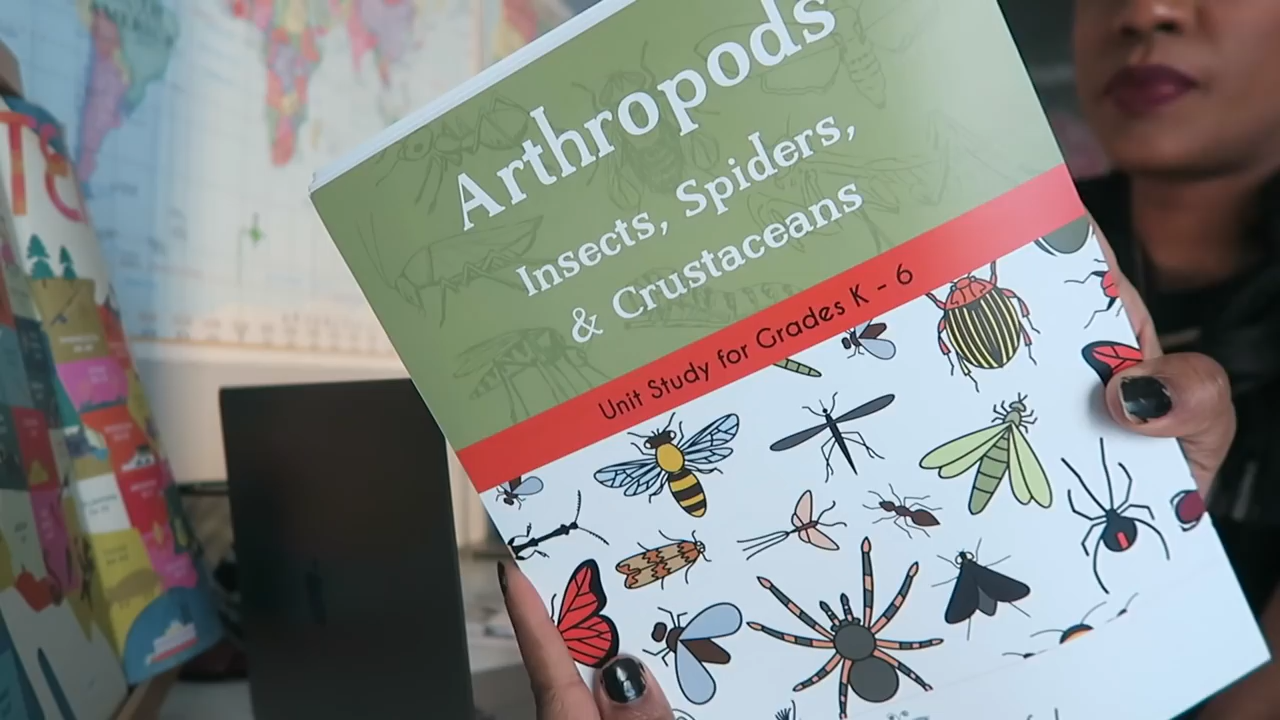 Arthropods
Insects, Spiders,
& Crustaceans
Unit Study for Grades K - 6